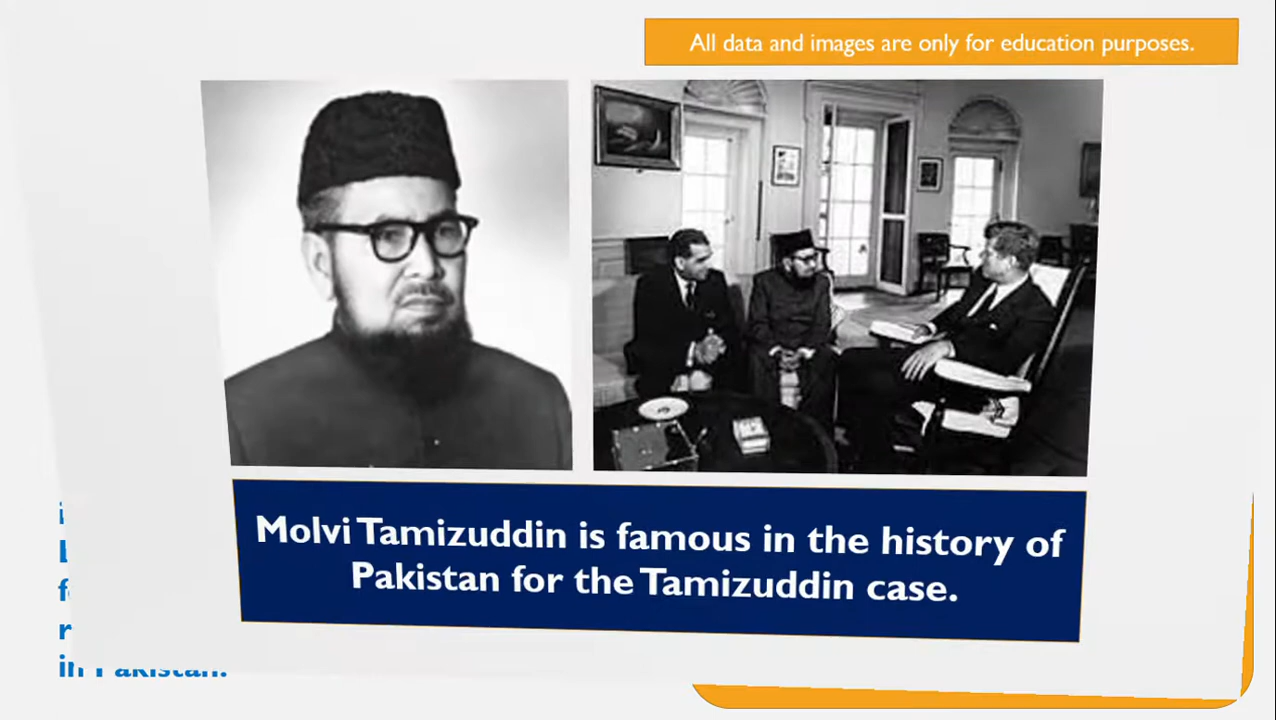 All data and images are only for education purposes.
Molvi Tamizuddin is famous in the history of
Pakistan for the Tamizuddin case.
in Pakistan.